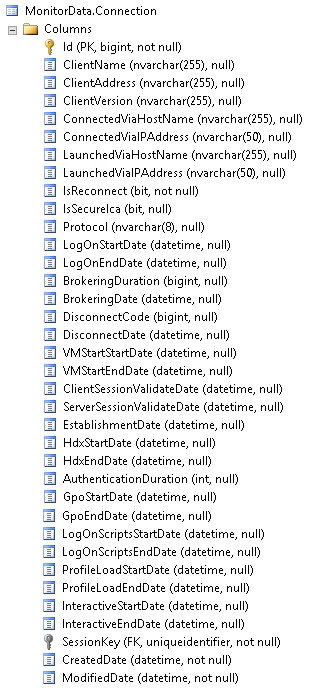 MonitorData.Connection
Columns
Id (PK, bigint, not null)
ClientName (nvarchar(255), null)
ClientAddress (nvarchar(255), null)
ClientVersion (nvarchar(255), null)
ConnectedViaHostName (nvarchar(255), null)
ConnectedViaIPAddress (nvarchar(50), null)
LaunchedViaHostName (nvarchar(255), null)
LaunchedViaIPAddress (nvarchar(50), null)
IsReconnect (bit, not null)
IsSecureIca (bit, null)
Protocol (nvarchar(8), null)
LogOnStartDate (datetime, null)
LogOnEndDate (datetime, null)
BrokeringDuration (bigint, null)
BrokeringDate (datetime, null)
DisconnectCode (bigint, null)
DisconnectDate (datetime, null)
VMStartStartDate (datetime, null)
VMStartEndDate (datetime, null)
ClientSessionValidateDate (datetime, null)
ServerSessionValidateDate (datetime, null)
EstablishmentDate (datetime, null)
HdxStartDate (datetime, null)
HdxEndDate (datetime, null)
AuthenticationDuration (int, null)
GpoStartDate (datetime, null)
GpoEndDate (datetime, null)
LogOnScriptsStartDate (datetime, null)
LogOnScriptsEndDate (datetime, null)
ProfileLoadStartDate (datetime, null)
ProfileLoadEndDate (datetime, null)
InteractiveStartDate (datetime, null)
InteractiveEndDate (datetime, null)
SessionKey (FK, uniqueidentifier, not null)
CreatedDate (datetime, not null)
ModifiedDate (datetime, not null)